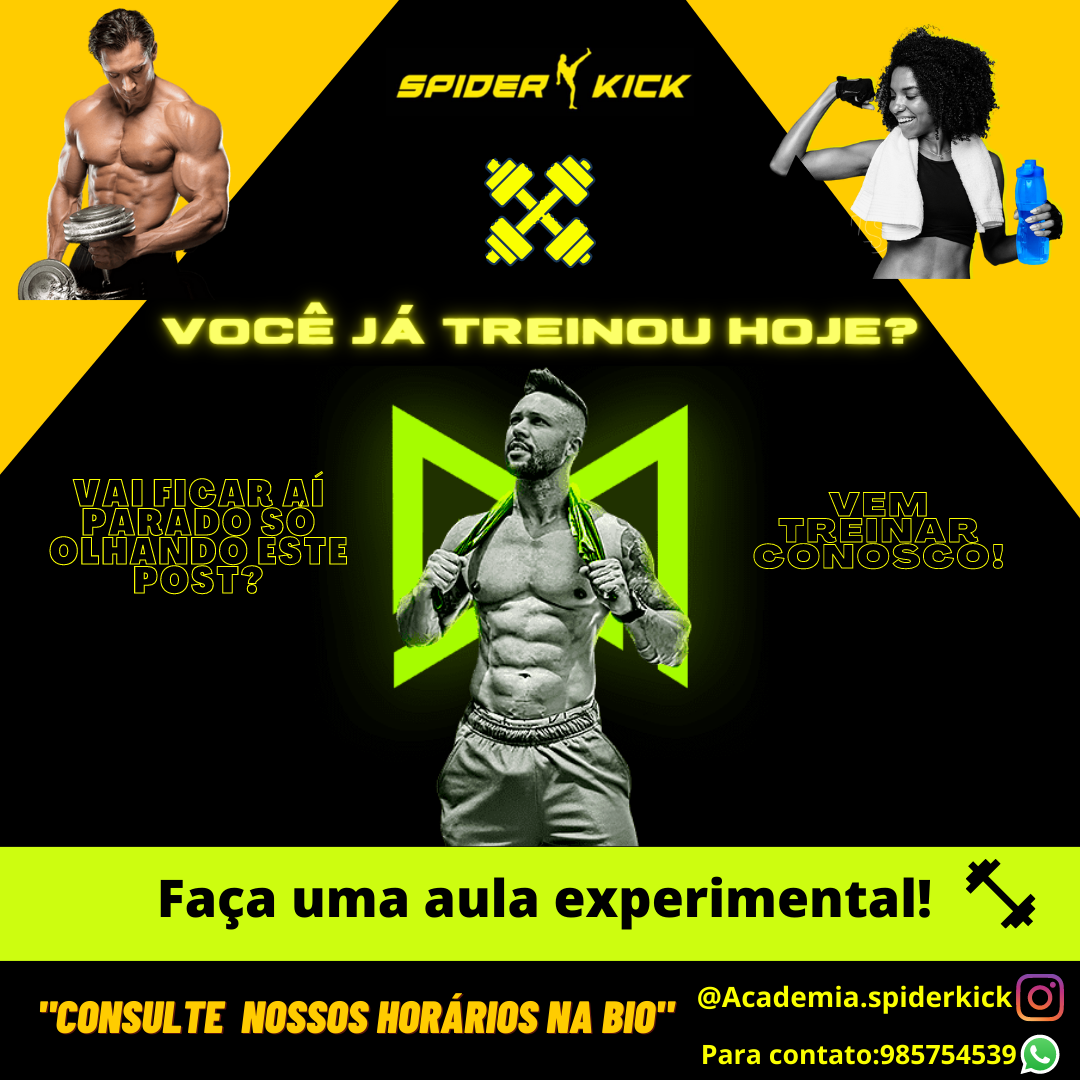 SPIDER KICK
VOCÊ JÁ TREINOU HOJE?
VAI FICAR AÍ
PARADO SÓ
OLHANDO ESTE
POST?
VEM
TREINAR
CONOSCO!
Faça uma aula experimental!
"CONSULTE NOSSOS HORÁRIOS NA BIO"
@Academia.spiderkick
Para contato:985754539